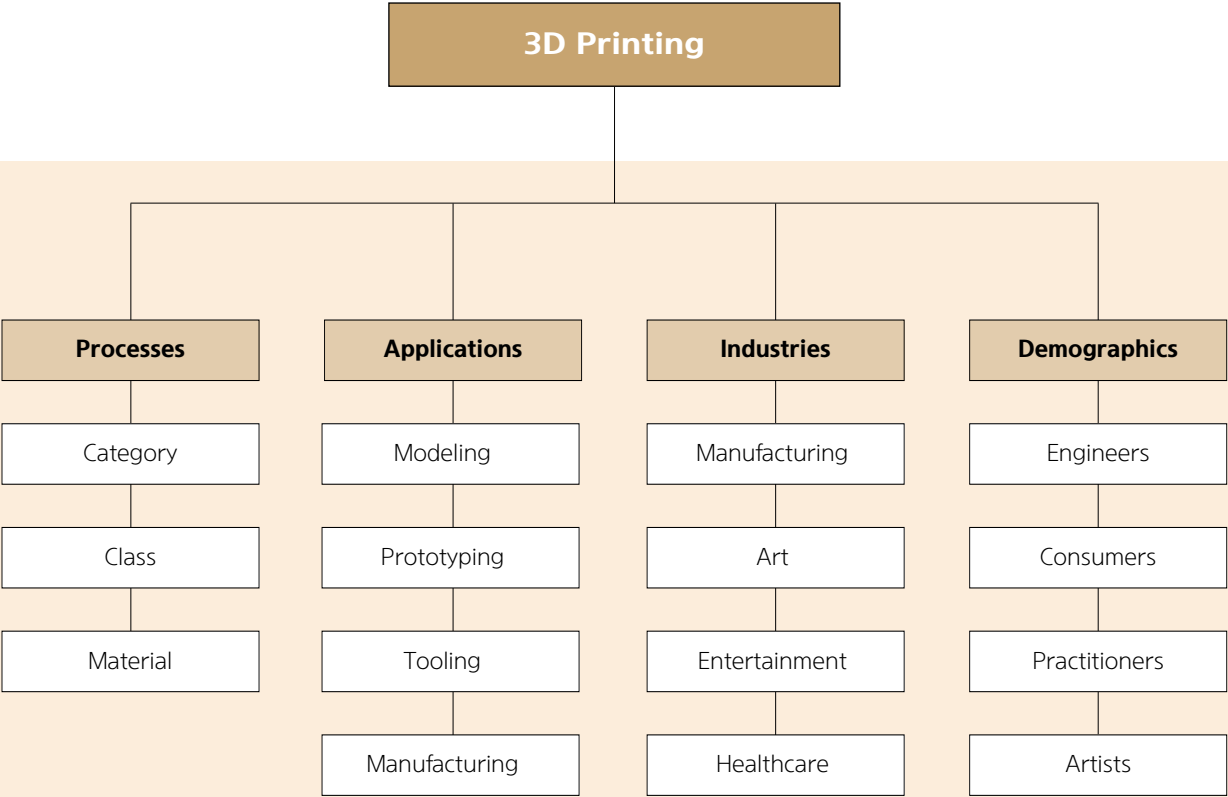 3D Printing
Processes
Applications
Industries
Demographics
Category
Modeling
Manufacturing
Engineers
Class
Prototyping
Art
Consumers
Material
Tooling
Entertainment
Practitioners
Manufacturing
Healthcare
Artists